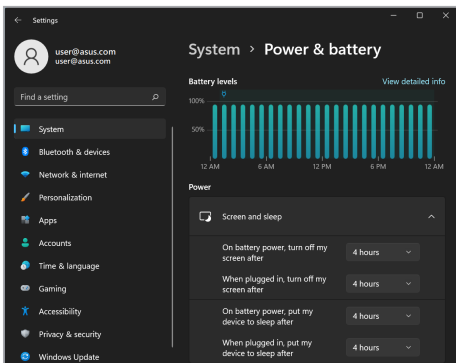 Settings
user@asus.com
user@asus.com
Find a setting
System
Bluetooth & devices
Network & internet
Personalization
Apps
Accounts
Time & language
Gaming
Accessibility
Privacy & security
Windows Update
System > Power & battery
Battery levels
View detailed info
100%
50%
12 AM
6 AM
12 PM
6 PM
12 AM
Power
Screen and sleep
On battery power, turn off my
screen after
4 hours
When plugged in, turn off my
screen after
4 hours
On battery power, put my
device to sleep after
4 hours
When plugged in, put my
device to sleep after
4 hours